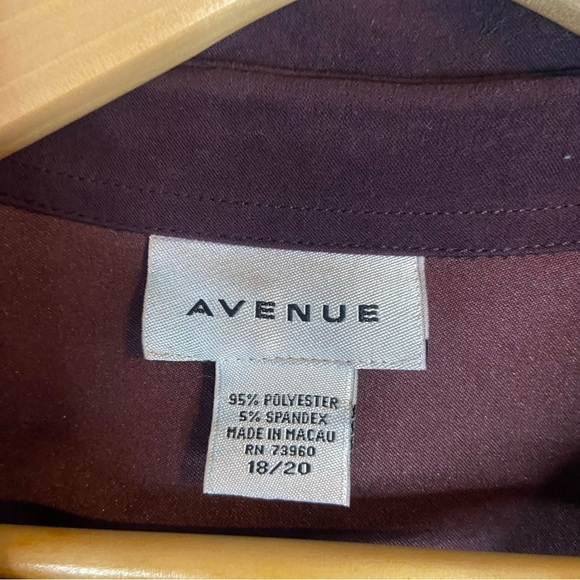 AVENUE
95% POLYESTER
5% SPANDEX
MADE IN MACAU
RN 73960
18/20